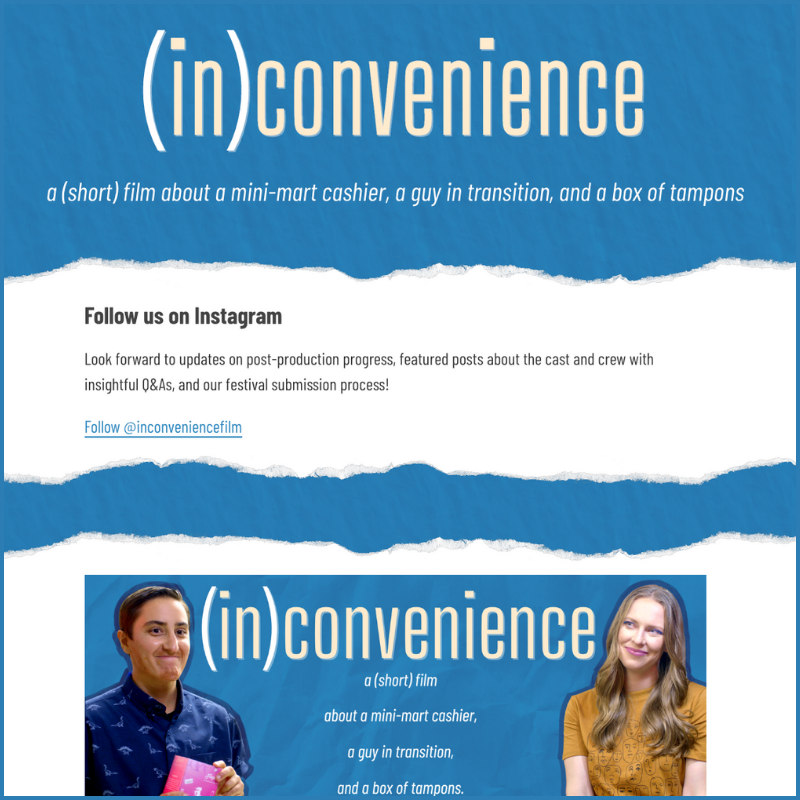 (in)convenience
a (short) film about a mini-mart cashier, a guy in transition, and a box of tampons
Follow us on Instagram
Look forward to updates on post-production progress, featured posts about the cast and crew with
insightful Q&As, and our festival submission process!
Follow @inconveniencefilm
(in)convenience
a (short) film
about a mini-mart cashier,
a guy in transition,
and a box of tampons.